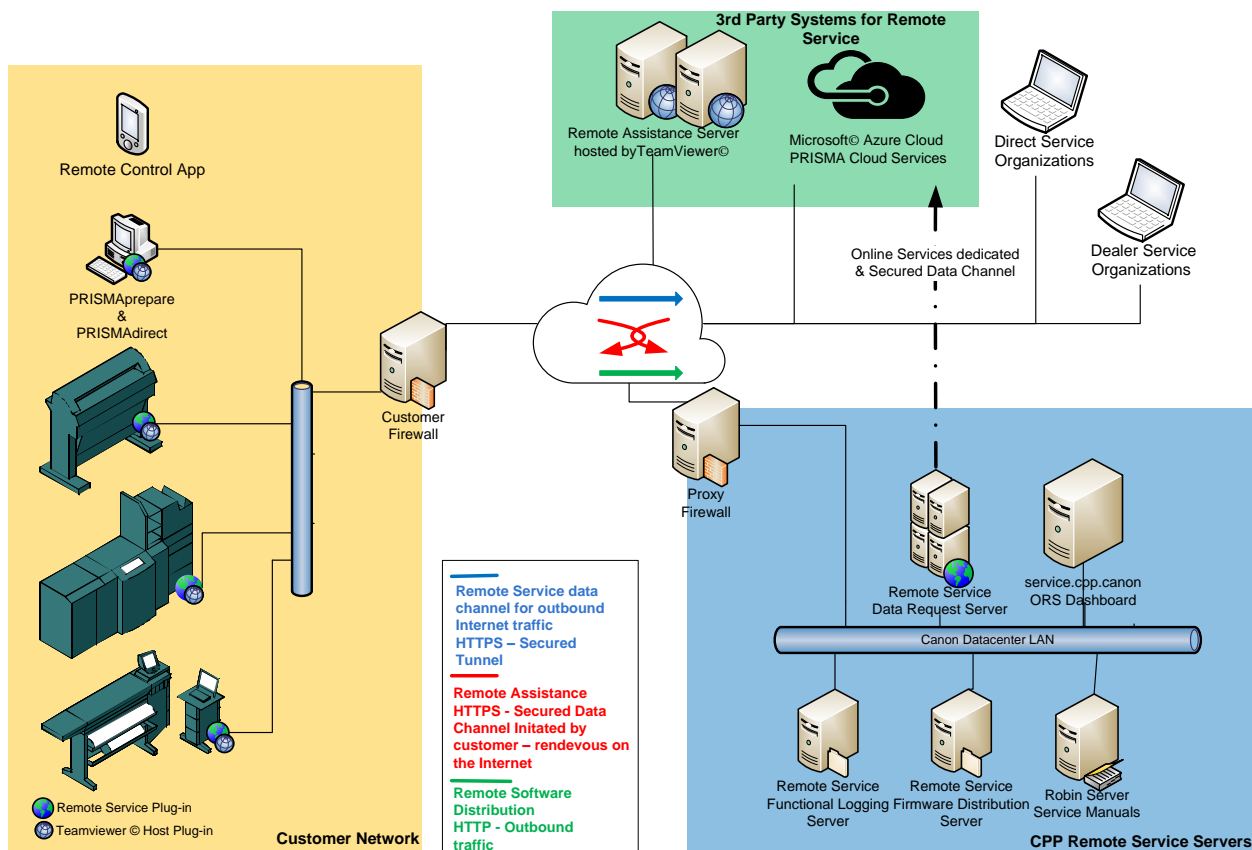 3rd Party Systems for Remote
Service
Remote Assistance Server
hosted byTeamViewer©
Microsoft© Azure Cloud
PRISMA Cloud Services
Direct Service
Organizations
Dealer Service
Organizations
Online Services dedicated
& Secured Data Channel
Remote Control App
PRISMAprepare
&
PRISMAdirect
Customer
Firewall
Proxy
Firewall
Remote Service
Data Request Server
service.cpp.canon
ORS Dashboard
Canon Datacenter LAN
Remote Service
Functional Logging
Server
Remote Service
Firmware Distribution
Server
Robin Server
Service Manuals
CPP Remote Service Servers
Remote Service data
channel for outbound
Internet traffic
HTTPS – Secured
Tunnel
Remote Assistance
HTTPS - Secured Data
Channel Initated by
customer – rendevous on
the Internet
Remote Software
Distribution
HTTP - Outbound
traffic
Remote Service Plug-in
Teamviewer © Host Plug-in
Customer Network